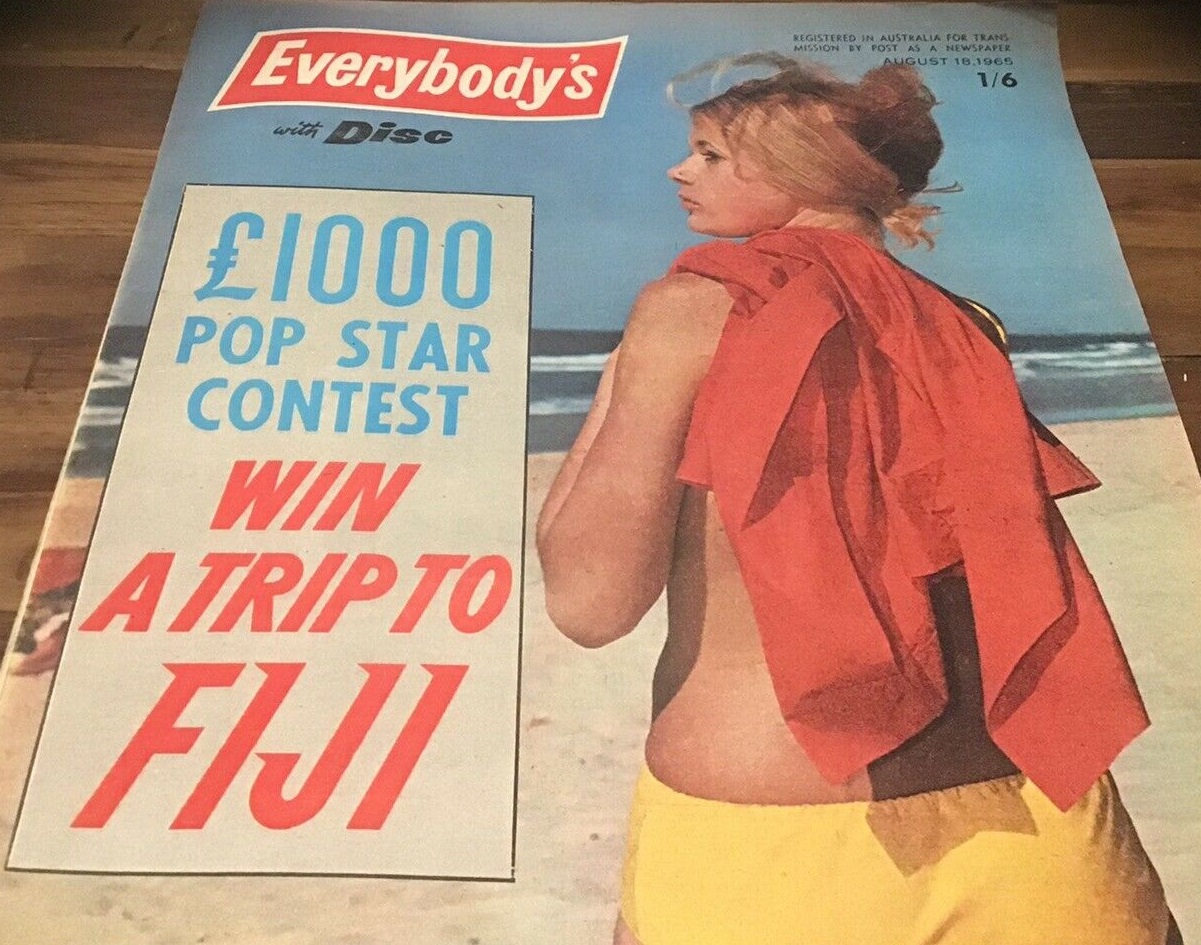 Everybody's
with Disc
REGISTERED IN AUSTRALIA FOR TRANS-
MISSION BY POST AS A NEWSPAPER
AUGUST 18,1965
1/6
£1000
POP STAR
CONTEST
WIN
A TRIP TO
FIJI